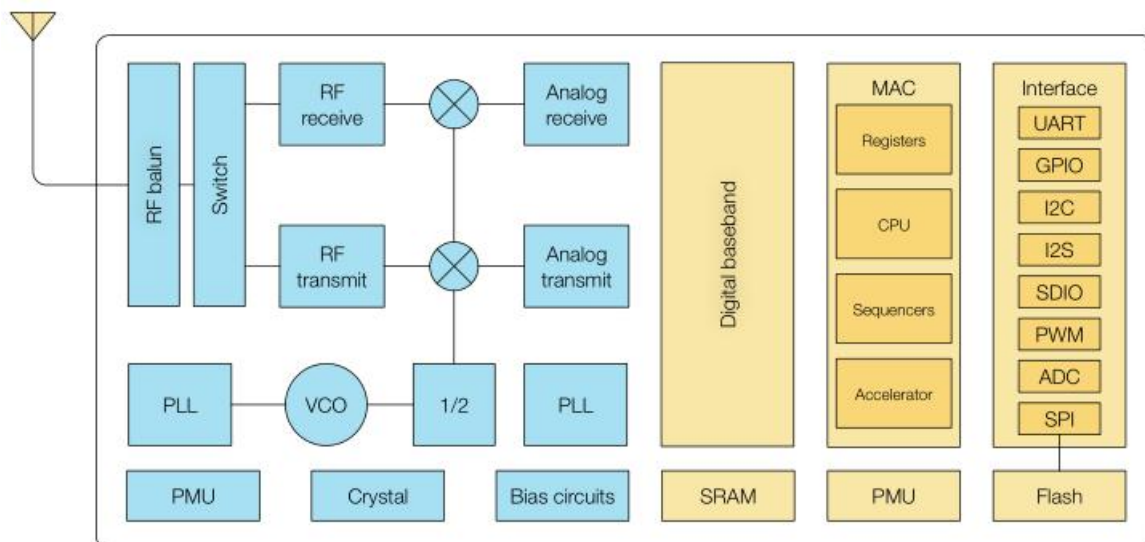 RF balun
Switch
RF
receive
Analog
receive
RF
transmit
Analog
transmit
PLL
VCO
1/2
PLL
PMU
Crystal
Bias circuits
Digital baseband
SRAM
MAC
Registers
CPU
Sequencers
Accelerator
PMU
Interface
UART
GPIO
I2C
I2S
SDIO
PWM
ADC
SPI
Flash